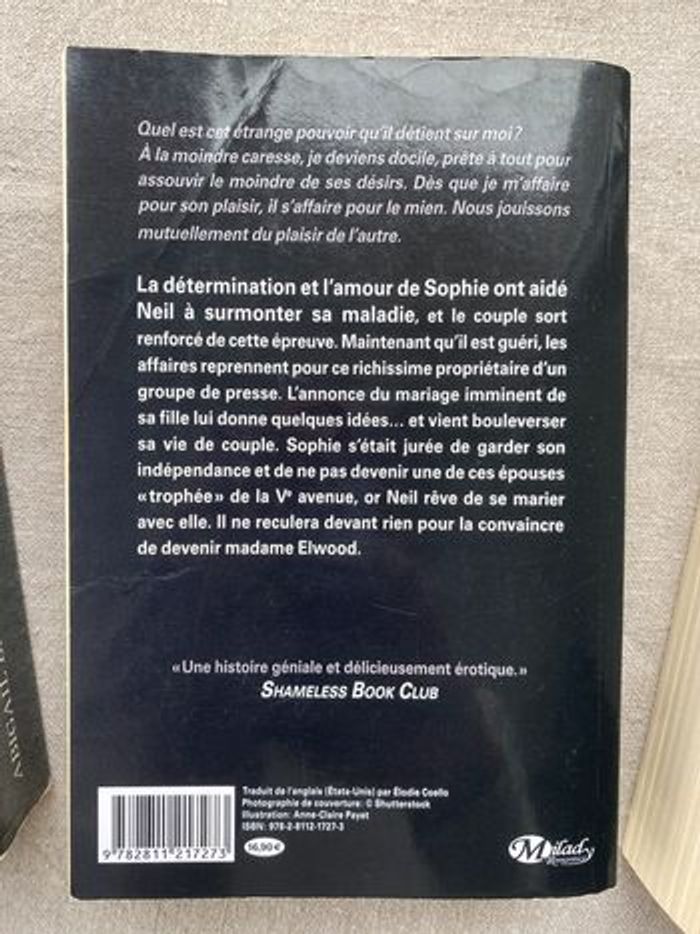 Quel est cet étrange pouvoir qu'il détient sur moi ?
À la moindre caresse, je deviens docile, prête à tout pour
assouvir le moindre de ses désirs. Dès que je m'affaire
pour son plaisir, il s'affaire pour le mien. Nous jouissons
mutuellement du plaisir de l'autre.
La détermination et l'amour de Sophie ont aidé
Neil à surmonter sa maladie, et le couple sort
renforcé de cette épreuve. Maintenant qu'il est guéri, les
affaires reprennent pour ce richissime propriétaire d'un
groupe de presse. L'annonce du mariage imminent de
sa fille lui donne quelques idées... et vient bouleverser
sa vie de couple. Sophie s'était jurée de garder son
indépendance et de ne pas devenir une de ces épouses
« trophée » de la Ve avenue, or Neil rêve de se marier
avec elle. Il ne reculera devant rien pour la convaincre
de devenir madame Elwood.
« Une histoire géniale et délicieusement érotique. »
SHAMELESS BOOK CLUB
Traduit de l'anglais (États-Unis) par Élodie Coello
Photographie de couverture : © Shutterstock
Illustration : Anne-Claire Payet
ISBN : 978-2-8112-1727-3
9 782811 217273
16,90 €
Milady
ABIGAIL